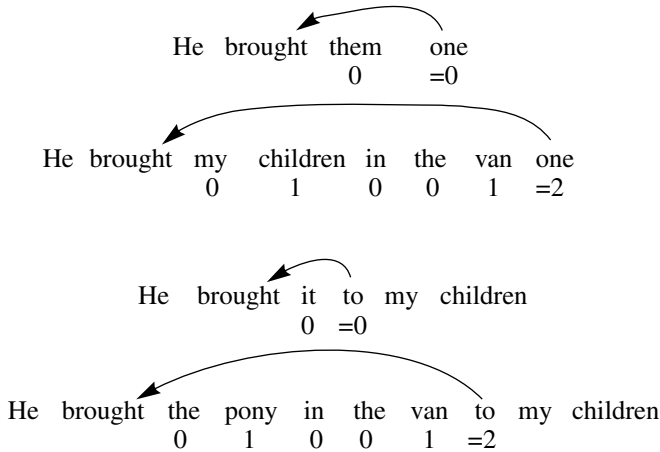 He brought them one
0 =0
He brought my children in the van one
0 1 0 0 1 =2
He brought it to my children
0 =0
He brought the pony in the van to my children
0 1 0 0 1 =2